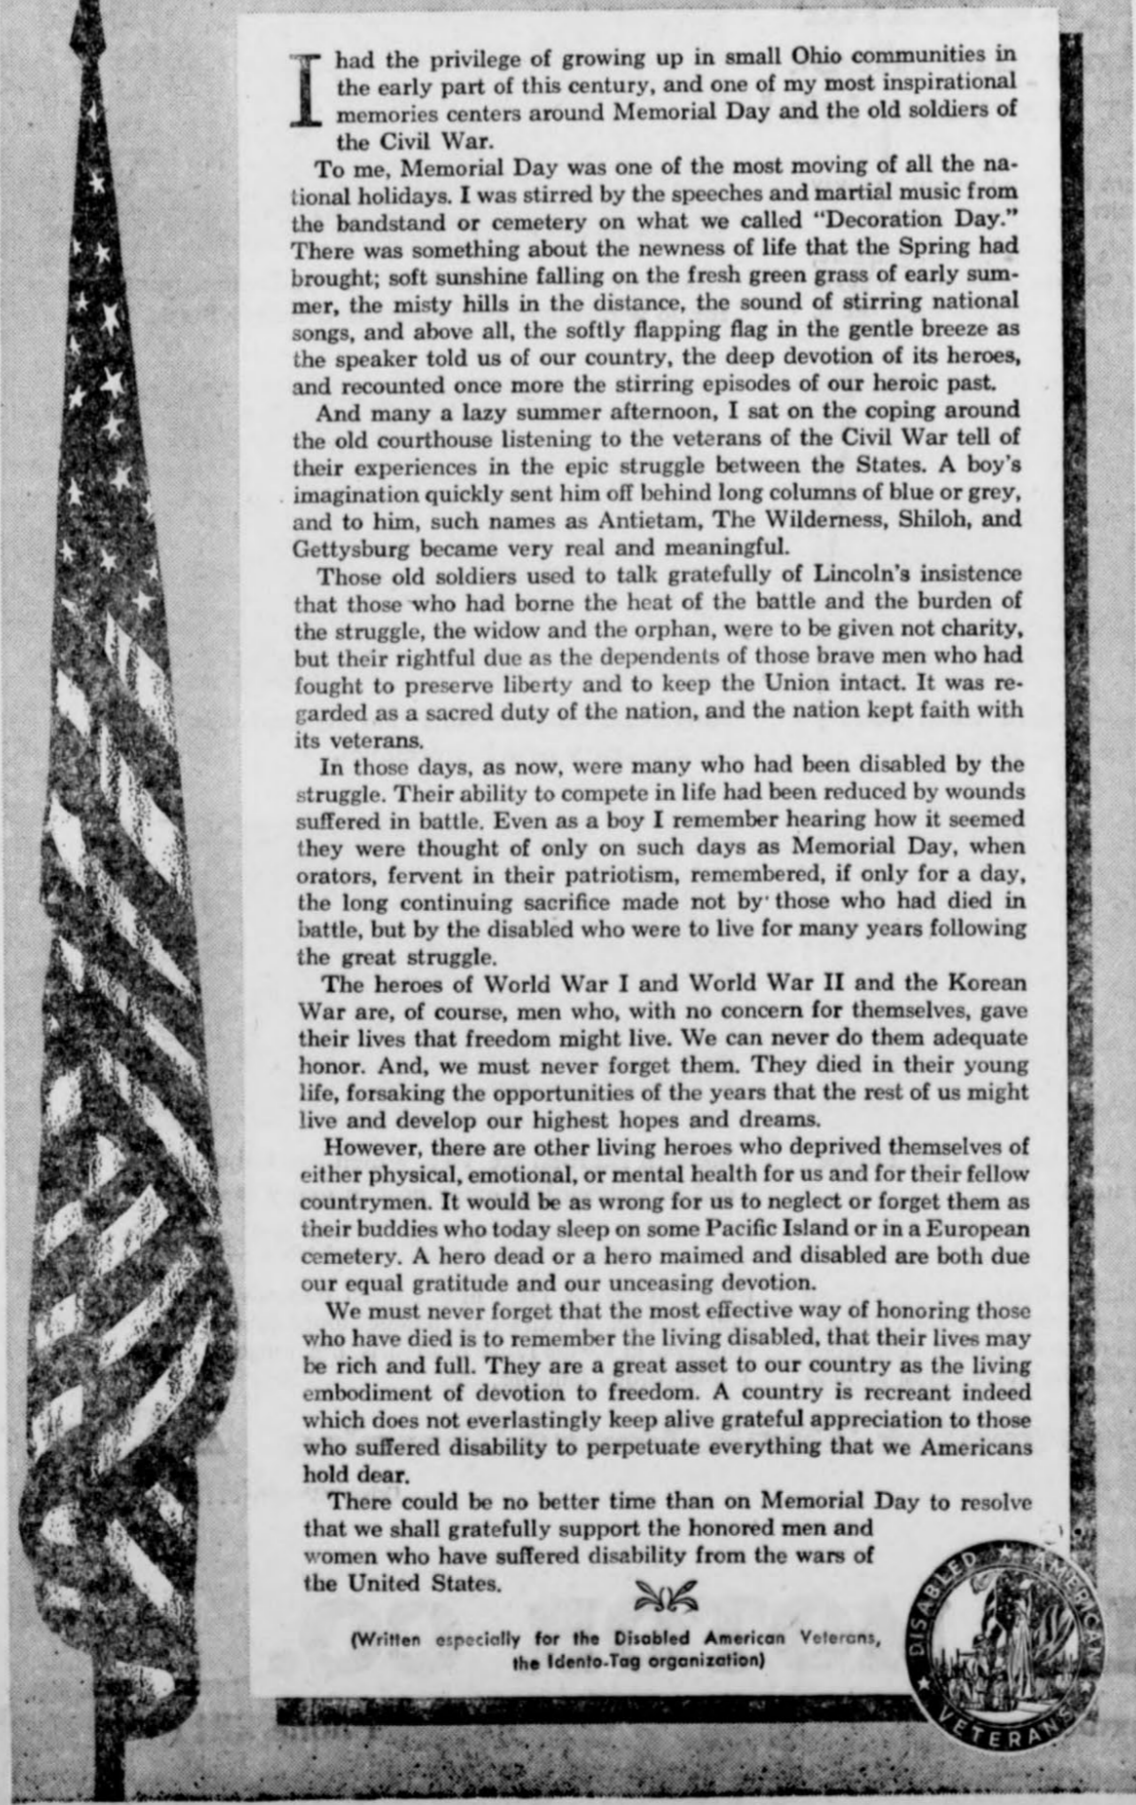 I had the privilege of growing up in small Ohio communities in
the early part of this century, and one of my most inspirational
memories centers around Memorial Day and the old soldiers of
the Civil War.
To me, Memorial Day was one of the most moving of all the na-
tional holidays. I was stirred by the speeches and martial music from
the bandstand or cemetery on what we called "Decoration Day."
There was something about the newness of life that the Spring had
brought; soft sunshine falling on the fresh green grass of early sum-
mer, the misty hills in the distance, the sound of stirring national
songs, and above all, the softly flapping flag in the gentle breeze as
the speaker told us of our country, the deep devotion of its heroes,
and recounted once more the stirring episodes of our heroic past.
And many a lazy summer afternoon, I sat on the coping around
the old courthouse listening to the veterans of the Civil War tell of
their experiences in the epic struggle between the States. A boy's
imagination quickly sent him off behind long columns of blue or grey,
and to him, such names as Antietam, The Wilderness, Shiloh, and
Gettysburg became very real and meaningful.
Those old soldiers used to talk gratefully of Lincoln's insistence
that those who had borne the heat of the battle and the burden of
the struggle, the widow and the orphan, were to be given not charity,
but their rightful due as the dependents of those brave men who had
fought to preserve liberty and to keep the Union intact. It was re-
garded as a sacred duty of the nation, and the nation kept faith with
its veterans.
In those days, as now, were many who had been disabled by the
struggle. Their ability to compete in life had been reduced by wounds
suffered in battle. Even as a boy I remember hearing how it seemed
they were thought of only on such days as Memorial Day, when
orators, fervent in their patriotism, remembered, if only for a day,
the long continuing sacrifice made not by those who had died in
battle, but by the disabled who were to live for many years following
the great struggle.
The heroes of World War I and World War II and the Korean
War are, of course, men who, with no concern for themselves, gave
their lives that freedom might live. We can never do them adequate
honor. And, we must never forget them. They died in their young
life, forsaking the opportunities of the years that the rest of us might
live and develop our highest hopes and dreams.
However, there are other living heroes who deprived themselves of
either physical, emotional, or mental health for us and for their fellow
countrymen. It would be as wrong for us to neglect or forget them as
their buddies who today sleep on some Pacific Island or in a European
cemetery. A hero dead or a hero maimed and disabled are both due
our equal gratitude and our unceasing devotion.
We must never forget that the most effective way of honoring those
who have died is to remember the living disabled, that their lives may
be rich and full. They are a great asset to our country as the living
embodiment of devotion to freedom. A country is recreant indeed
which does not everlastingly keep alive grateful appreciation to those
who suffered disability to perpetuate everything that we Americans
hold dear.
There could be no better time than on Memorial Day to resolve
that we shall gratefully support the honored men and
women who have suffered disability from the wars of
the United States.
(Written especially for the Disabled American Veterans,
the Idento-Tag organization)
DISABLED AMERICAN
VETERANS